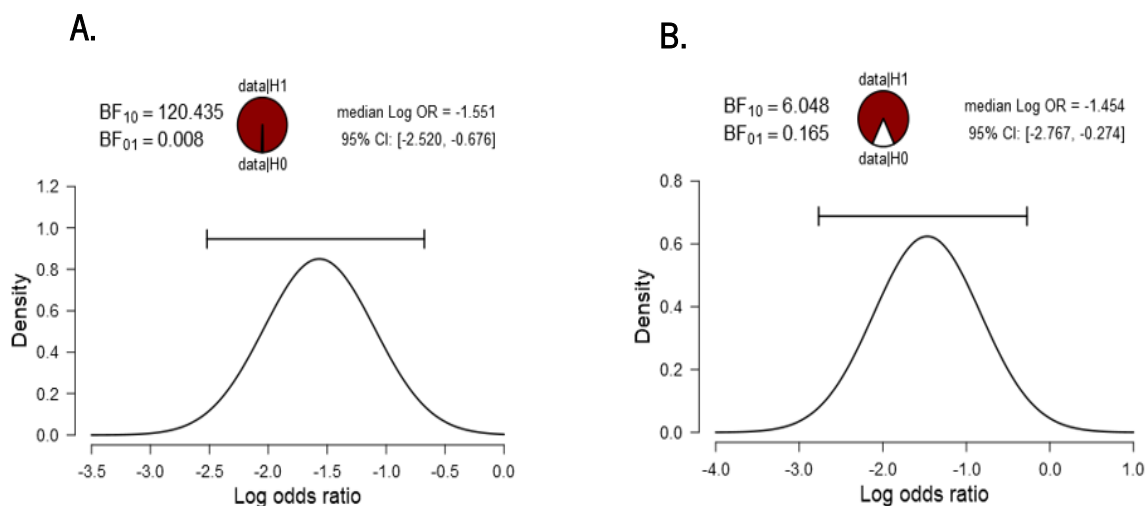 A.
data|H1
BF10 = 120.435
BF01 = 0.008
median Log OR = -1.551
95% CI: [-2.520, -0.676]
data|H0
1.2
1.0
0.8
0.6
0.4
0.2
0.0
Density
-3.5 -3.0 -2.5 -2.0 -1.5 -1.0 -0.5 0.0
Log odds ratio
B.
data|H1
BF10 = 6.048
BF01 = 0.165
median Log OR = -1.454
95% CI: [-2.767, -0.274]
data|H0
0.8
0.6
0.4
0.2
0.0
Density
-4.0 -3.0 -2.0 -1.0 0.0 1.0
Log odds ratio